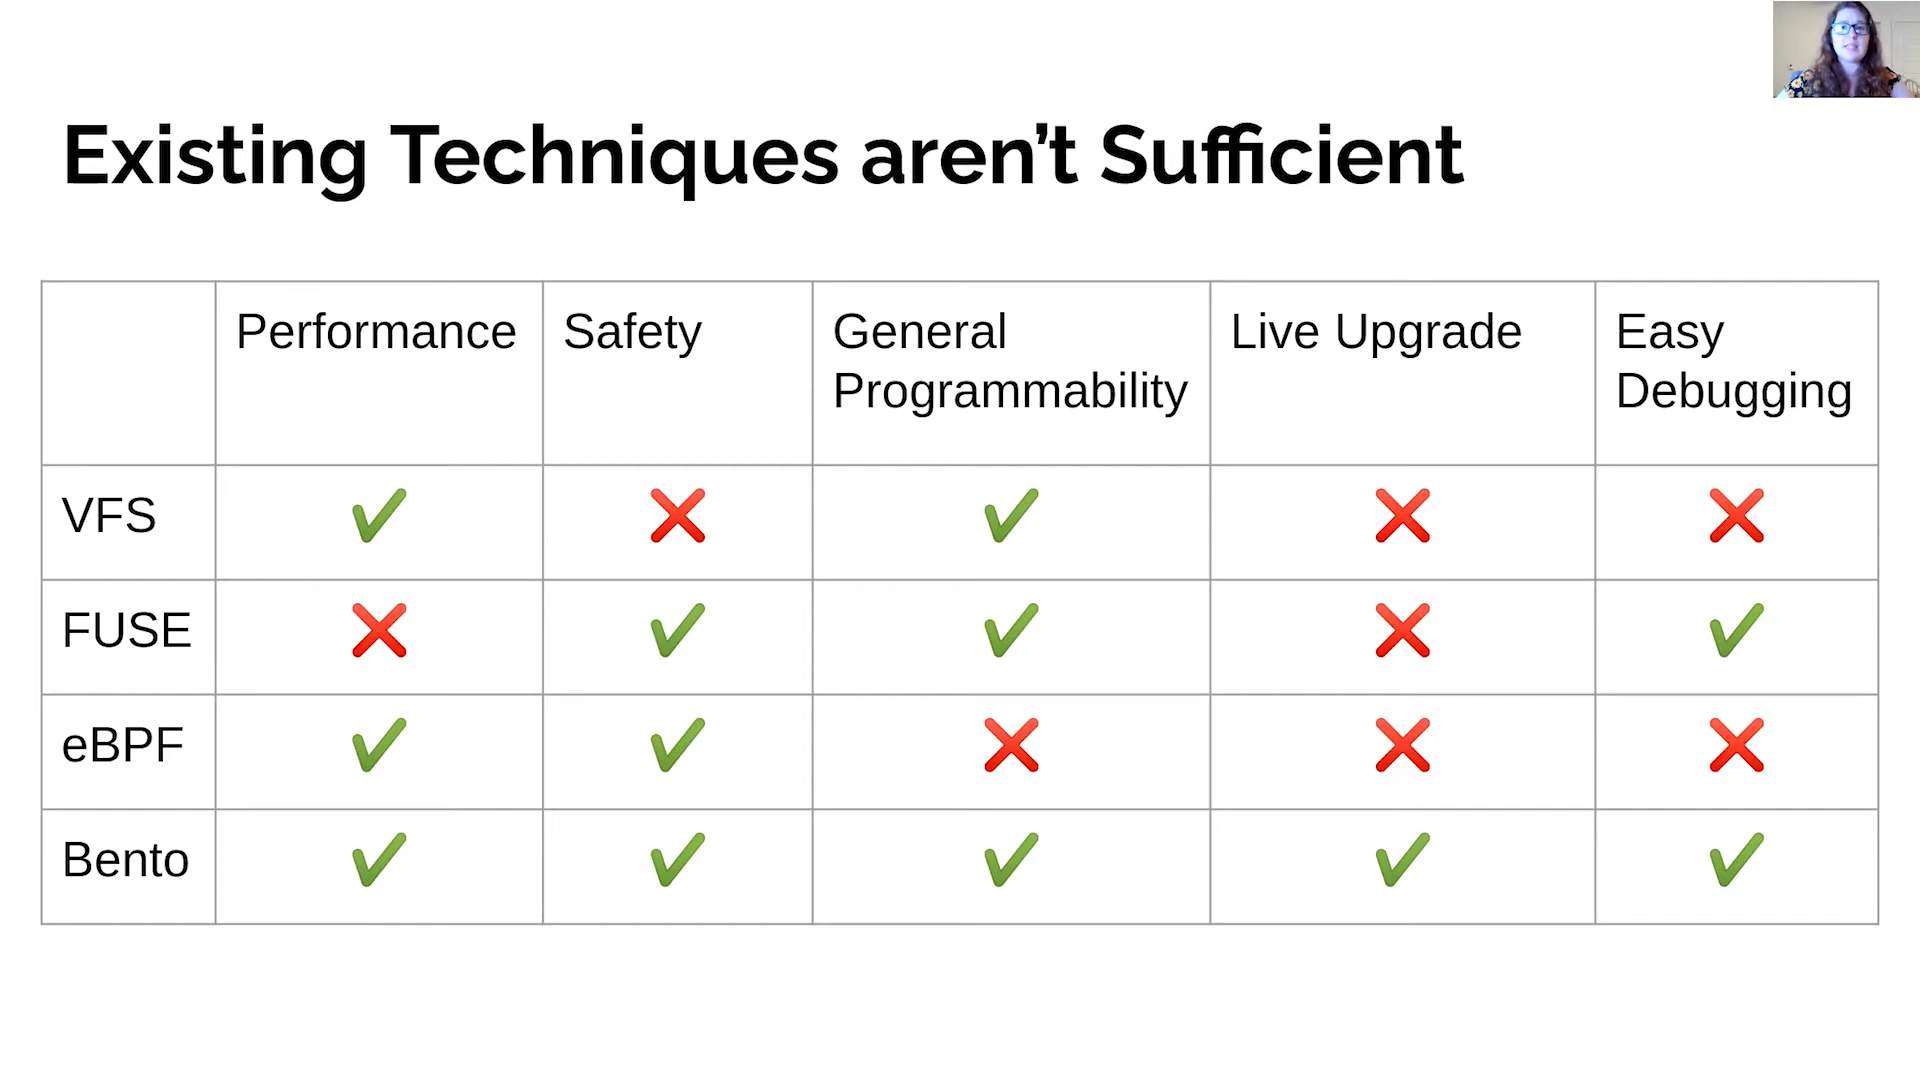 Existing Techniques aren’t Sufficient
Performance
Safety
General
Programmability
Live Upgrade
Easy
Debugging
VFS ✔ ❌ ✔ ❌ ❌
FUSE ❌ ✔ ✔ ❌ ✔
eBPF ✔ ✔ ❌ ❌ ❌
Bento ✔ ✔ ✔ ✔ ✔